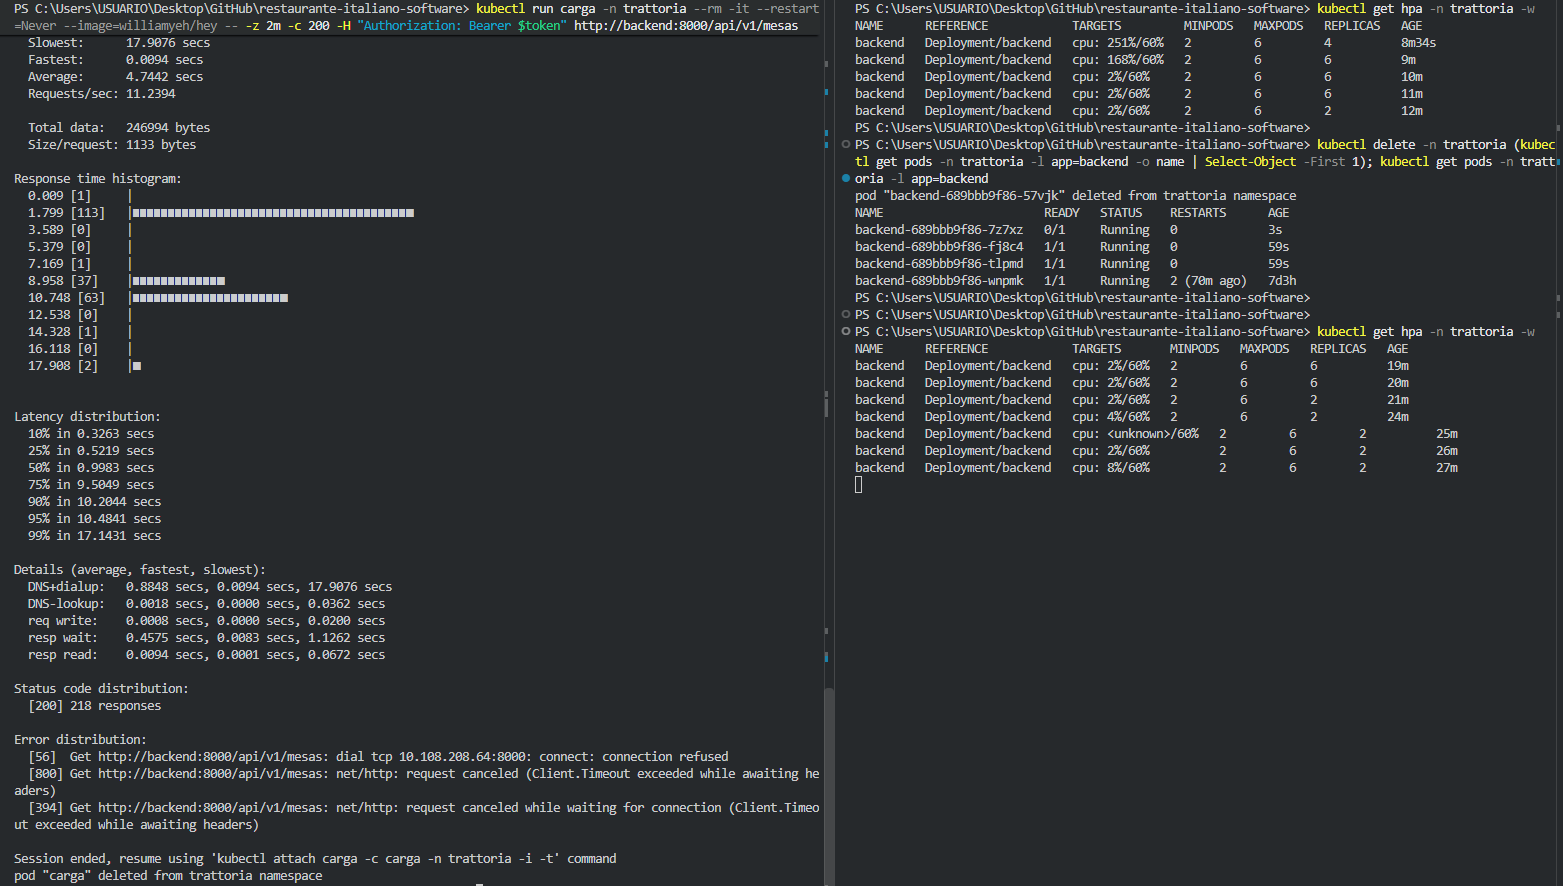 PS C:\Users\USUARIO\Desktop\GitHub\restaurante-italiano-software> kubectl run carga -n trattoria --rm -it --restart
=Never --image=williamyeh/hey -- -z 2m -c 200 -H "Authorization: Bearer $token" http://backend:8000/api/v1/mesas
Slowest: 17.9076 secs
Fastest: 0.0094 secs
Average: 4.7442 secs
Requests/sec: 11.2394
Total data: 246994 bytes
Size/request: 1133 bytes
Response time histogram:
0.009 [1] |
1.799 [113] |■■■■■■■■■■■■■■■■■■■■■■■■■■■■■■■■■■■■■■■■
3.589 [0] |
5.379 [0] |
7.169 [1] |
8.958 [37] |■■■■■■■■■■■■■
10.748 [63] |■■■■■■■■■■■■■■■■■■■■■■
12.538 [0] |
14.328 [1] |
16.118 [0] |
17.908 [2] |■
Latency distribution:
10% in 0.3263 secs
25% in 0.5219 secs
50% in 0.9983 secs
75% in 9.5049 secs
90% in 10.2044 secs
95% in 10.4841 secs
99% in 17.1431 secs
Details (average, fastest, slowest):
DNS+dialup: 0.8848 secs, 0.0094 secs, 17.9076 secs
DNS-lookup: 0.0018 secs, 0.0000 secs, 0.0362 secs
req write: 0.0008 secs, 0.0000 secs, 0.0200 secs
resp wait: 0.4575 secs, 0.0083 secs, 1.1262 secs
resp read: 0.0094 secs, 0.0001 secs, 0.0672 secs
Status code distribution:
[200] 218 responses
Error distribution:
[56] Get http://backend:8000/api/v1/mesas: dial tcp 10.108.208.64:8000: connect: connection refused
[800] Get http://backend:8000/api/v1/mesas: net/http: request canceled (Client.Timeout exceeded while awaiting he
aders)
[394] Get http://backend:8000/api/v1/mesas: net/http: request canceled while waiting for connection (Client.Timeo
ut exceeded while awaiting headers)
Session ended, resume using 'kubectl attach carga -c carga -n trattoria -i -t' command
pod "carga" deleted from trattoria namespace
PS C:\Users\USUARIO\Desktop\GitHub\restaurante-italiano-software> kubectl get hpa -n trattoria -w
NAME REFERENCE TARGETS MINPODS MAXPODS REPLICAS AGE
backend Deployment/backend cpu: 251%/60% 2 6 4 8m34s
backend Deployment/backend cpu: 168%/60% 2 6 6 9m
backend Deployment/backend cpu: 2%/60% 2 6 6 10m
backend Deployment/backend cpu: 2%/60% 2 6 6 11m
backend Deployment/backend cpu: 2%/60% 2 6 2 12m
PS C:\Users\USUARIO\Desktop\GitHub\restaurante-italiano-software>
PS C:\Users\USUARIO\Desktop\GitHub\restaurante-italiano-software> kubectl delete -n trattoria (kubec
tl get pods -n trattoria -l app=backend -o name | Select-Object -First 1); kubectl get pods -n tratt
oria -l app=backend
pod "backend-689bbb9f86-57vjk" deleted from trattoria namespace
NAME READY STATUS RESTARTS AGE
backend-689bbb9f86-7z7xz 0/1 Running 0 3s
backend-689bbb9f86-fj8c4 1/1 Running 0 59s
backend-689bbb9f86-tlpmd 1/1 Running 0 59s
backend-689bbb9f86-wnpmk 1/1 Running 2 (70m ago) 7d3h
PS C:\Users\USUARIO\Desktop\GitHub\restaurante-italiano-software>
PS C:\Users\USUARIO\Desktop\GitHub\restaurante-italiano-software>
PS C:\Users\USUARIO\Desktop\GitHub\restaurante-italiano-software> kubectl get hpa -n trattoria -w
NAME REFERENCE TARGETS MINPODS MAXPODS REPLICAS AGE
backend Deployment/backend cpu: 2%/60% 2 6 6 19m
backend Deployment/backend cpu: 2%/60% 2 6 6 20m
backend Deployment/backend cpu: 2%/60% 2 6 2 21m
backend Deployment/backend cpu: 4%/60% 2 6 2 24m
backend Deployment/backend cpu: <unknown>/60% 2 6 2 25m
backend Deployment/backend cpu: 2%/60% 2 6 2 26m
backend Deployment/backend cpu: 8%/60% 2 6 2 27m